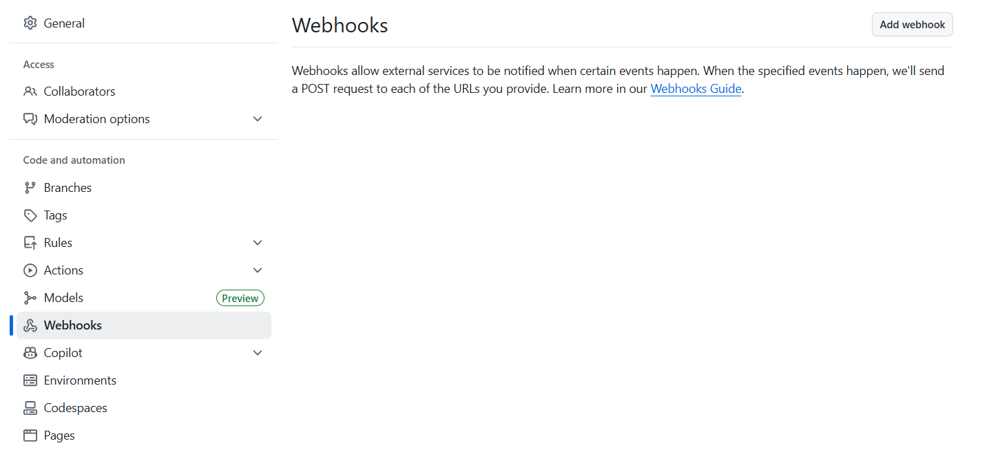 General
Access
Collaborators
Moderation options
Code and automation
Branches
Tags
Rules
Actions
Models
Preview
Webhooks
Copilot
Environments
Codespaces
Pages
Webhooks
Add webhook
Webhooks allow external services to be notified when certain events happen. When the specified events happen, we'll send
a POST request to each of the URLs you provide. Learn more in our Webhooks Guide.